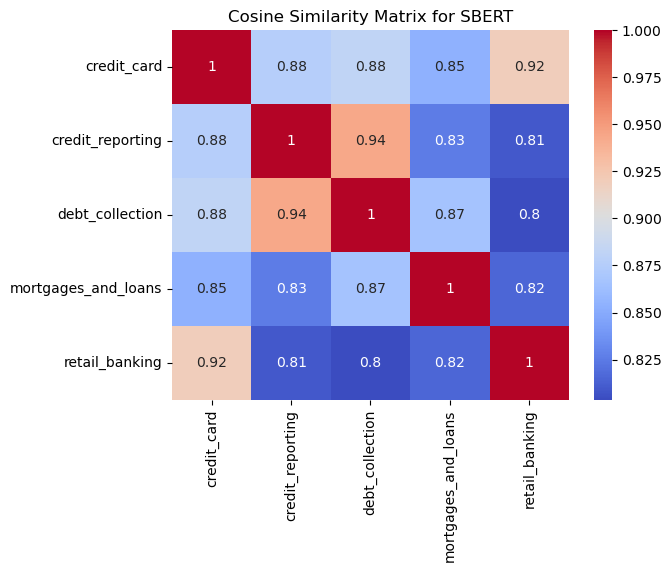 Cosine Similarity Matrix for SBERT
credit_card 1 0.88 0.88 0.85 0.92
credit_reporting 0.88 1 0.94 0.83 0.81
debt_collection 0.88 0.94 1 0.87 0.8
mortgages_and_loans 0.85 0.83 0.87 1 0.82
retail_banking 0.92 0.81 0.8 0.82 1
credit_card
credit_reporting
debt_collection
mortgages_and_loans
retail_banking
1.000
0.975
0.950
0.925
0.900
0.875
0.850
0.825